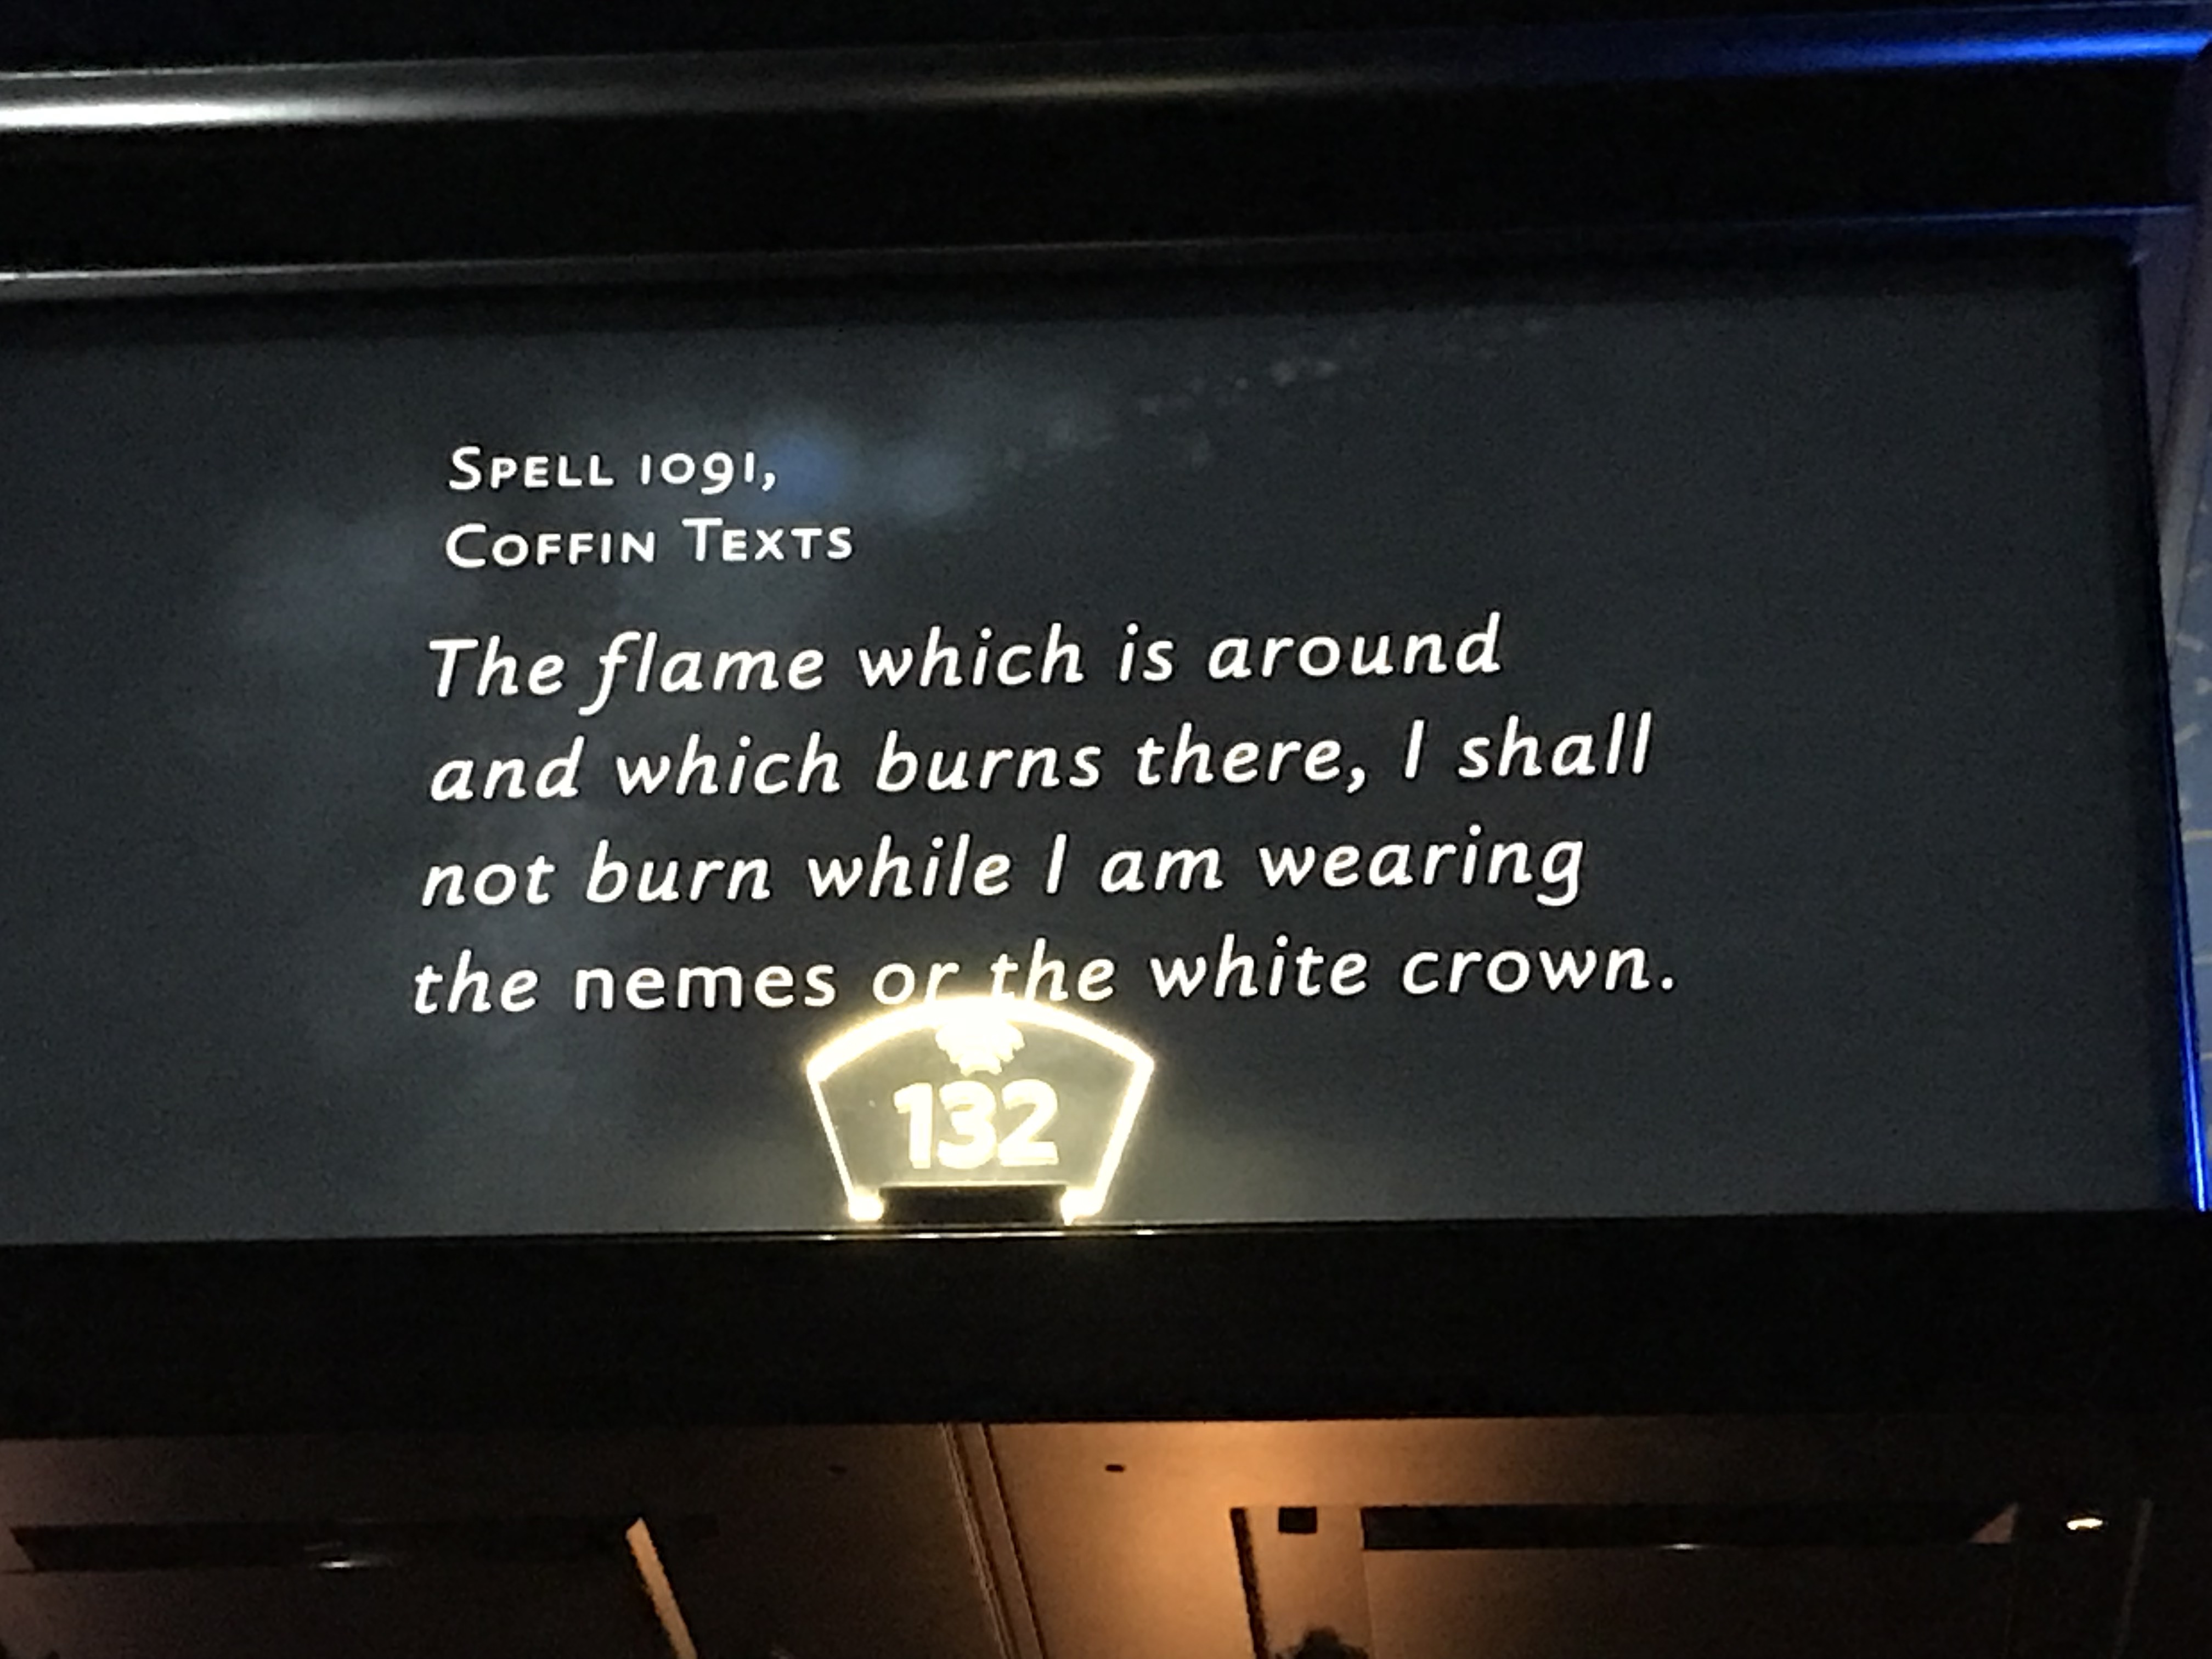 Spell 1091,
Coffin Texts
The flame which is around
and which burns there, I shall
not burn while I am wearing
the nemes or the white crown.
132